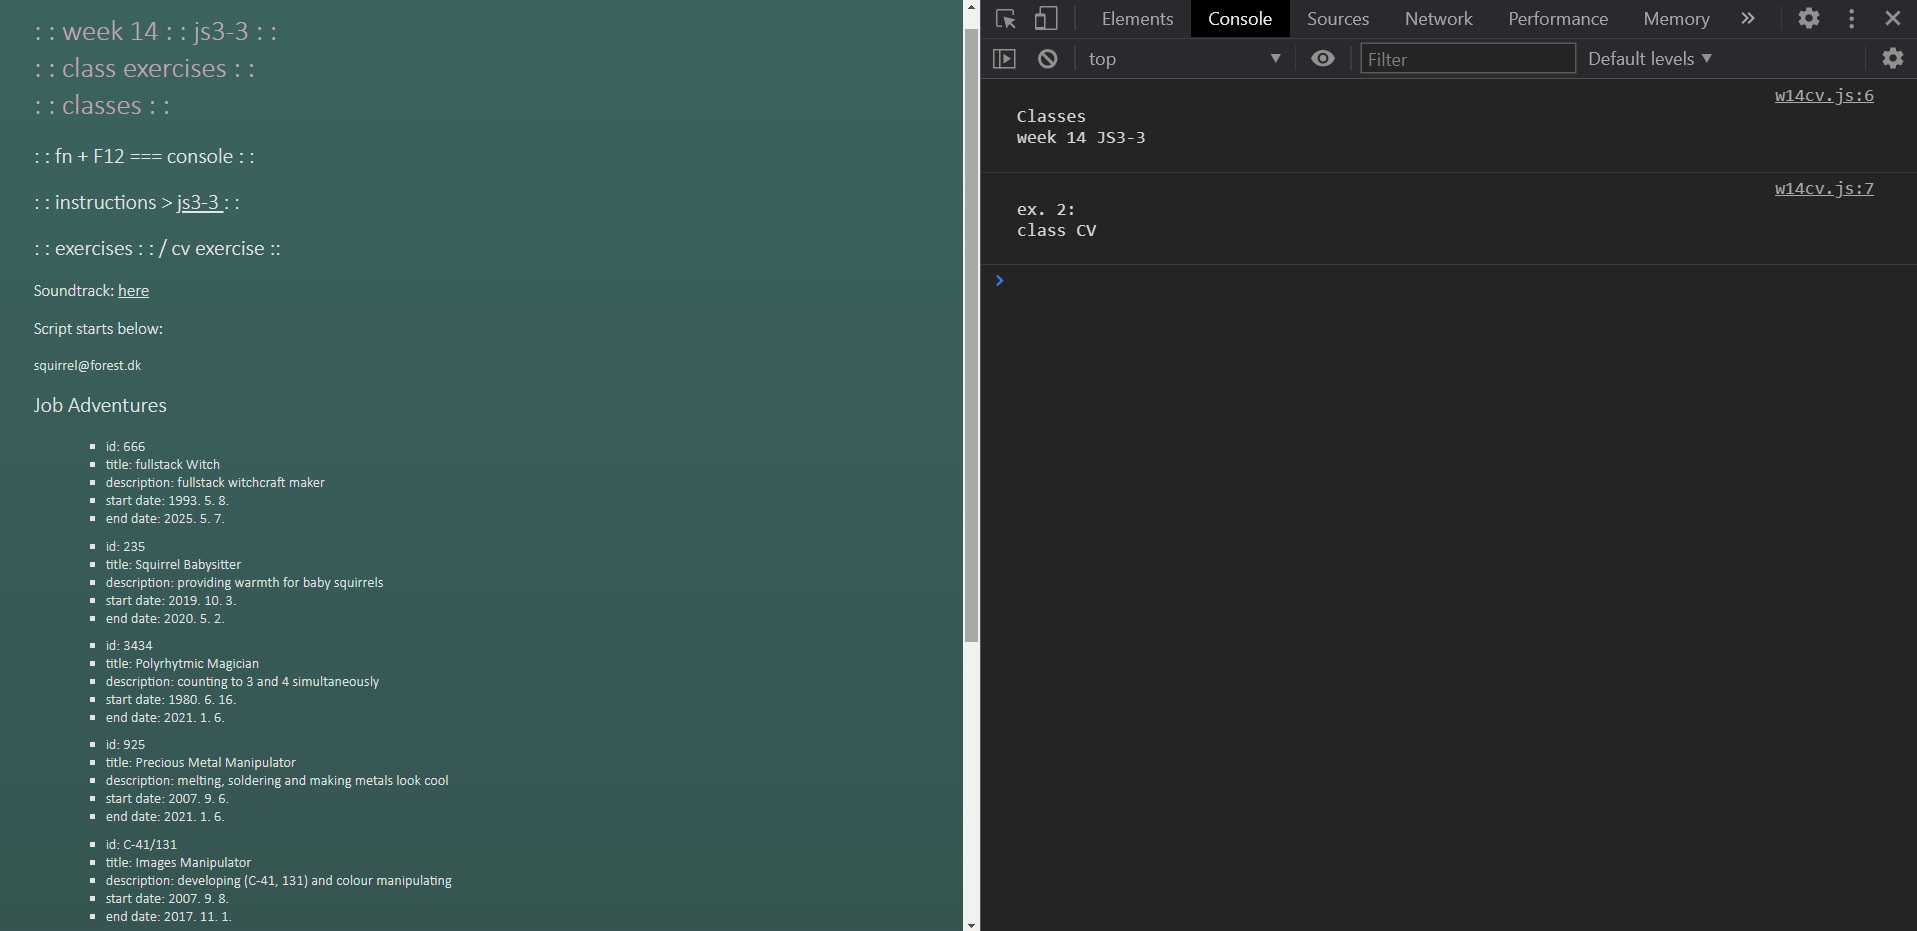 : : week 14 : : js3-3 : :
: : class exercises : :
: : classes : :
: : fn + F12 === console : :
: : instructions > js3-3 : :
: : exercises : : / cv exercise ::
Soundtrack: here
Script starts below:
squirrel@forest.dk
Job Adventures
id: 666
title: fullstack Witch
description: fullstack witchcraft maker
start date: 1993. 5. 8.
end date: 2025. 5. 7.
id: 235
title: Squirrel Babysitter
description: providing warmth for baby squirrels
start date: 2019. 10. 3.
end date: 2020. 5. 2.
id: 3434
title: Polyrhytmic Magician
description: counting to 3 and 4 simultaneously
start date: 1980. 6. 16.
end date: 2021. 1. 6.
id: 925
title: Precious Metal Manipulator
description: melting, soldering and making metals look cool
start date: 2007. 9. 6.
end date: 2021. 1. 6.
id: C-41/131
title: Images Manipulator
description: developing (C-41, 131) and colour manipulating
start date: 2007. 9. 8.
end date: 2017. 11. 1.
Elements Console Sources Network Performance Memory »
top Filter Default levels
w14cv.js:6
Classes
week 14 JS3-3
w14cv.js:7
ex. 2:
class CV